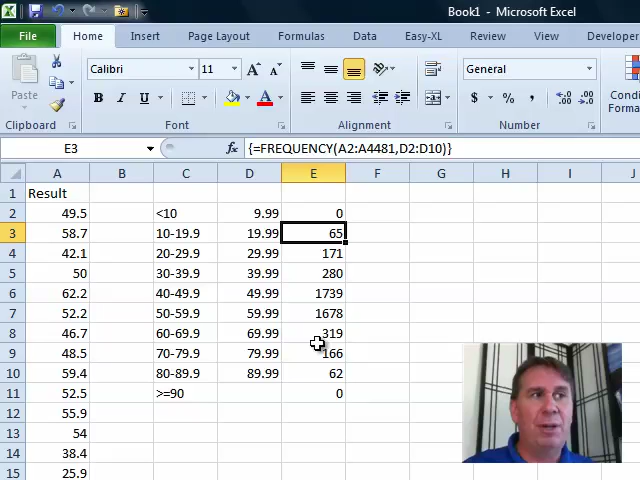 Book1 - Microsoft Excel
File Home Insert Page Layout Formulas Data Easy-XL Review View Developer
Paste Calibri 11 A A General
B I U A $ % , .0 .00 .00 .0
Clipboard Font Alignment Number
E3 fx {=FREQUENCY(A2:A4481,D2:D10)}
A B C D E F G H I J
1 Result
2 49.5 <10 9.99 0
3 58.7 10-19.9 19.99 65
4 42.1 20-29.9 29.99 171
5 50 30-39.9 39.99 280
6 62.2 40-49.9 49.99 1739
7 52.2 50-59.9 59.99 1678
8 46.7 60-69.9 69.99 319
9 48.5 70-79.9 79.99 166
10 59.4 80-89.9 89.99 62
11 52.5 >=90 0
12 55.9
13 54
14 38.4
15 25.9